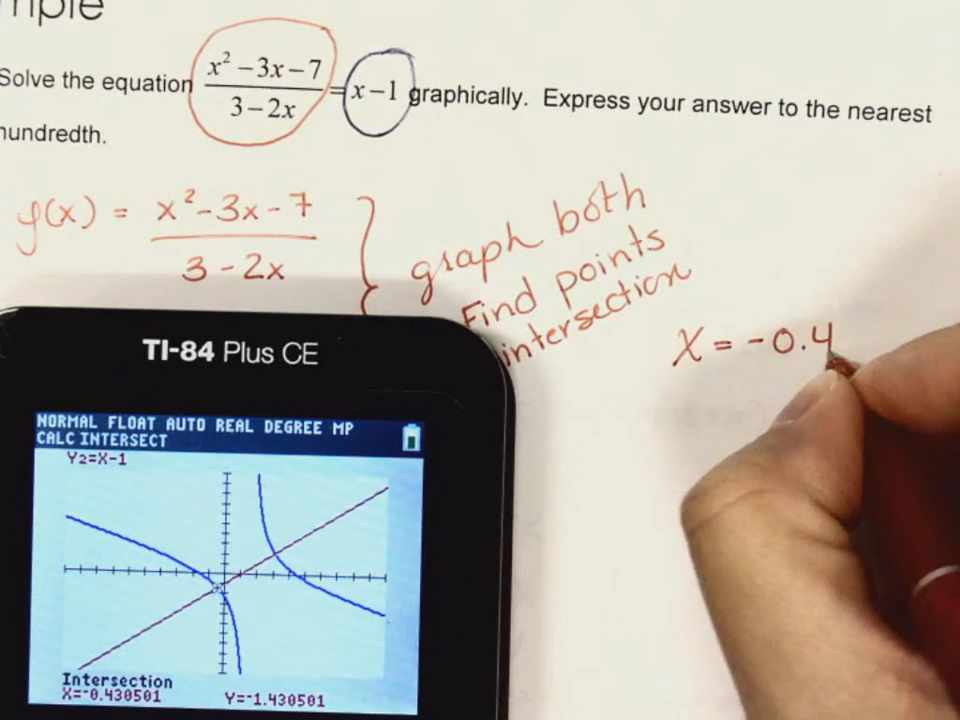 mple
Solve the equation x² – 3x – 7 / 3 – 2x = x – 1 graphically. Express your answer to the nearest
hundredth.
y(x) = x² - 3x - 7 / 3 - 2x
graph both
Find points
intersection
X = -0.4
TI-84 Plus CE
NORMAL FLOAT AUTO REAL DEGREE MP
CALC INTERSECT
Y2=X-1
Intersection
X=-0.430501 Y=-1.430501